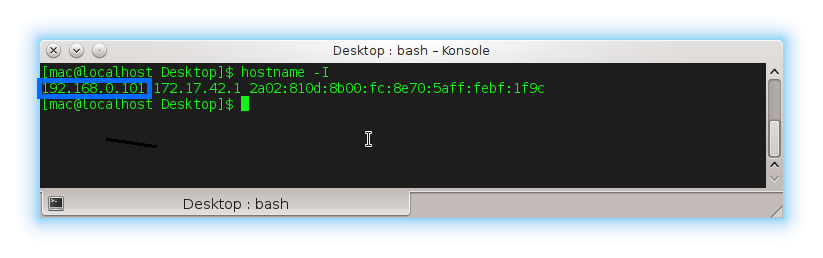 Desktop : bash – Konsole
[mac@localhost Desktop]$ hostname -I
192.168.0.101 172.17.42.1 2a02:810d:8b00:fc:8e70:5aff:febf:1f9c
[mac@localhost Desktop]$
Desktop : bash